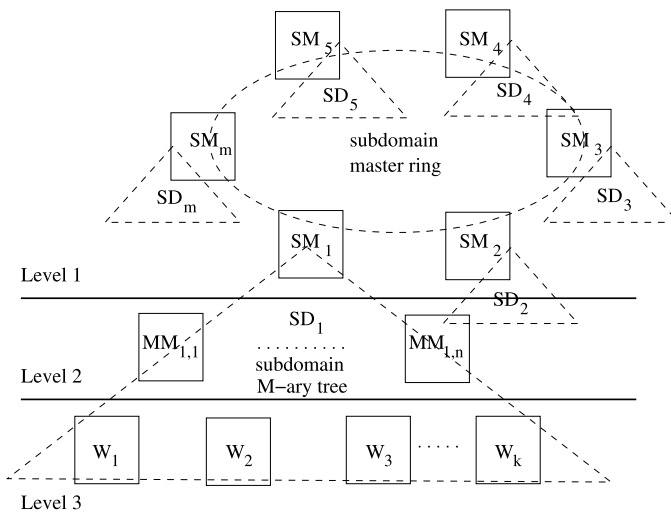 SM5
SM4
SD5
SD4
SMm
subdomain
master ring
SM3
SDm
SD3
SM1
SM2
Level 1
SD2
SD1
MM1,1
MM1,n
subdomain
M-ary tree
Level 2
W1
W2
W3
Wk
Level 3